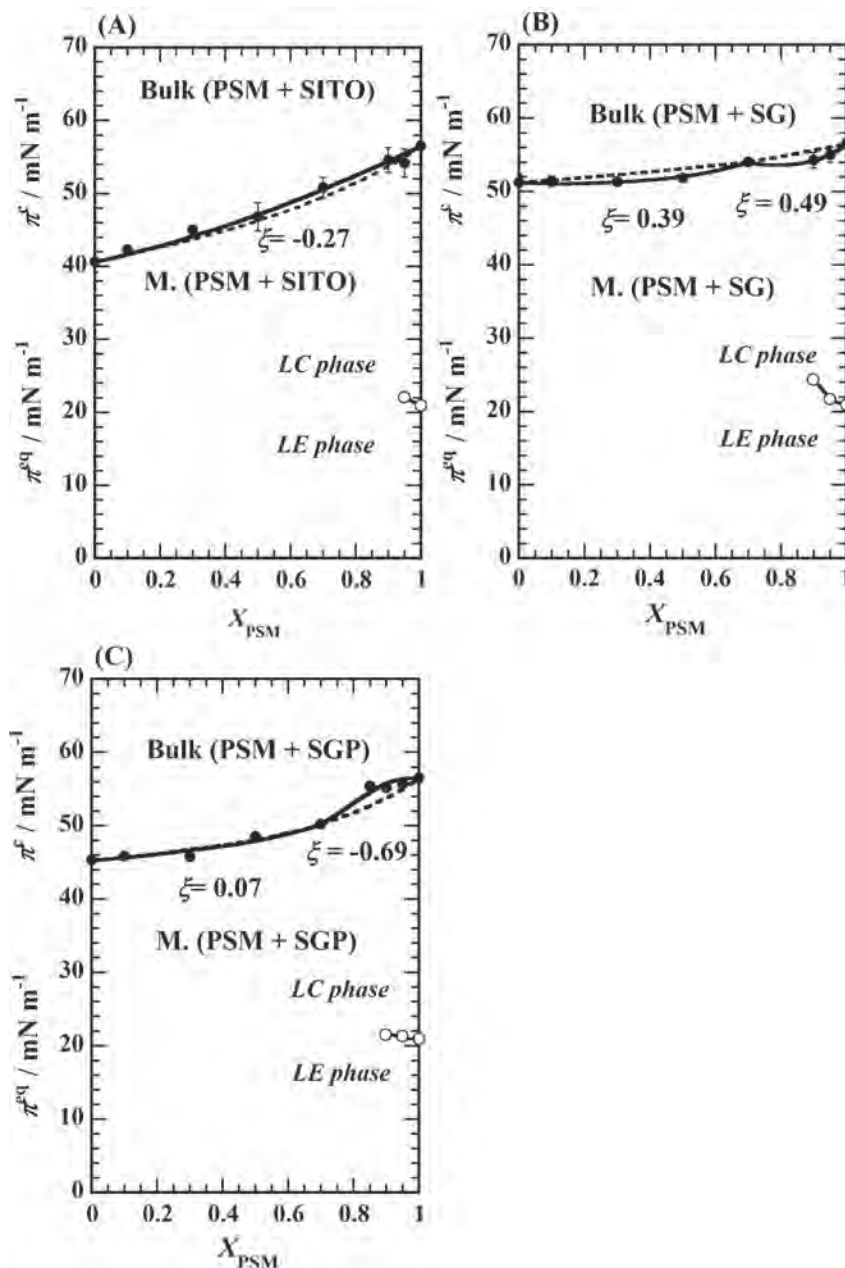 (A)
70
Bulk (PSM + SITO)
60
50
ξ= -0.27
40
M. (PSM + SITO)
30
LC phase
20
LE phase
10
0
0 0.2 0.4 0.6 0.8 1
X_PSM
π^c / mN m^-1
π^eq / mN m^-1
(B)
70
Bulk (PSM + SG)
60
50
ξ= 0.39 ξ= 0.49
40
M. (PSM + SG)
30
LC phase
20
LE phase
10
0
0 0.2 0.4 0.6 0.8 1
X_PSM
π^c / mN m^-1
π^eq / mN m^-1
(C)
70
Bulk (PSM + SGP)
60
50
ξ= -0.69
ξ= 0.07
40
M. (PSM + SGP)
30
LC phase
20
LE phase
10
0
0 0.2 0.4 0.6 0.8 1
X_PSM
π^c / mN m^-1
π^eq / mN m^-1